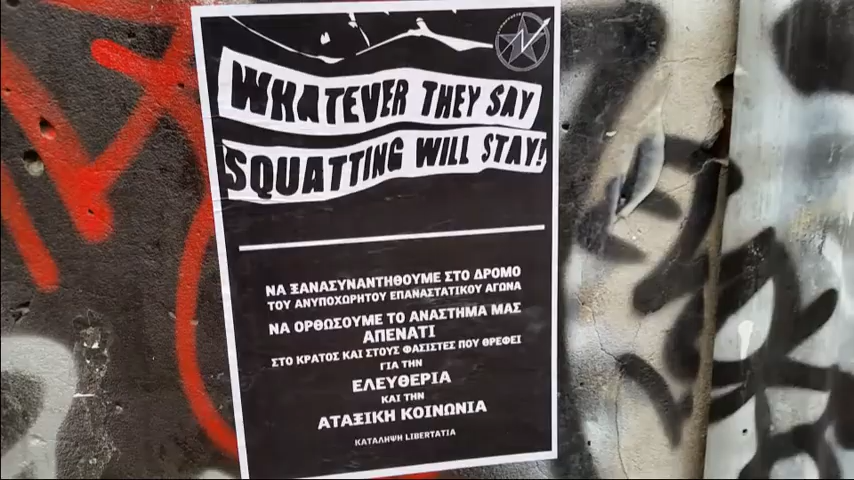 WHATEVER THEY SAY
SQUATTING WILL STAY!
ΝΑ ΞΑΝΑΣΥΝΑΝΤΗΘΟΥΜΕ ΣΤΟ ΔΡΟΜΟ
ΤΟΥ ΑΝΥΠΟΧΩΡΗΤΟΥ ΕΠΑΝΑΣΤΑΤΙΚΟΥ ΑΓΩΝΑ
ΝΑ ΟΡΘΩΣΟΥΜΕ ΤΟ ΑΝΑΣΤΗΜΑ ΜΑΣ
ΑΠΕΝΑΤΙ
ΣΤΟ ΚΡΑΤΟΣ ΚΑΙ ΣΤΟΥΣ ΦΑΣΙΣΤΕΣ ΠΟΥ ΘΡΕΦΕΙ
ΓΙΑ ΤΗΝ
ΕΛΕΥΘΕΡΙΑ
ΚΑΙ ΤΗΝ
ΑΤΑΞΙΚΗ ΚΟΙΝΩΝΙΑ
ΚΑΤΑΛΗΨΗ LIBERTATIA